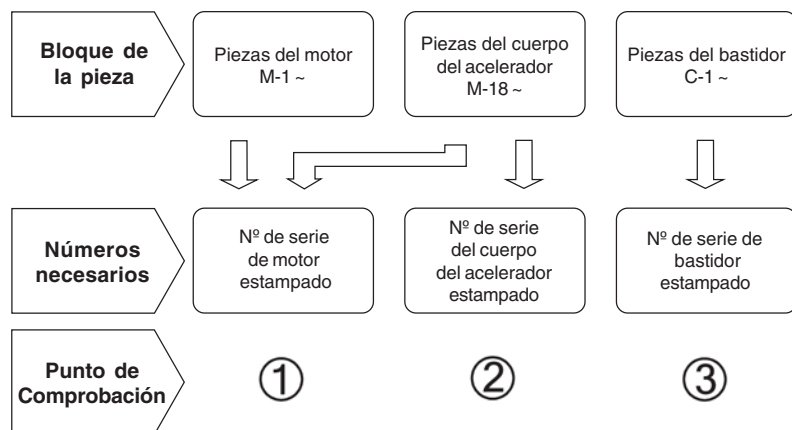 Bloque de
la pieza
Piezas del motor
M-1 ~
Piezas del cuerpo
del acelerador
M-18 ~
Piezas del bastidor
C-1 ~
Números
necesarios
Nº de serie
de motor
estampado
Nº de serie
del cuerpo
del acelerador
estampado
Nº de serie de
bastidor
estampado
Punto de
Comprobación
①
②
③